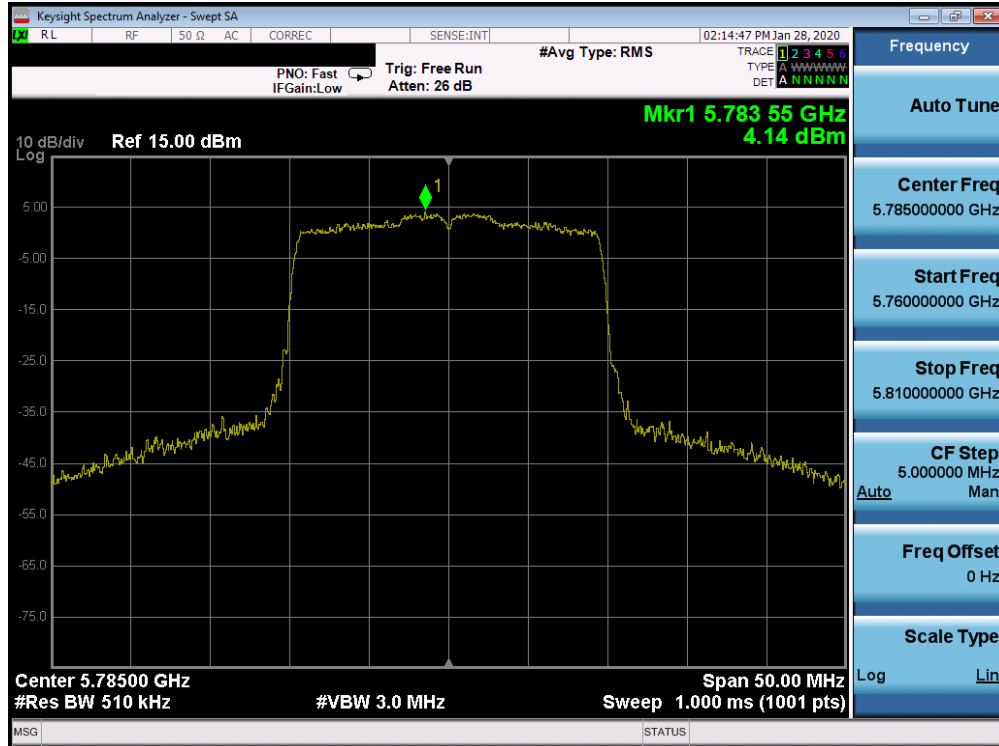 Keysight Spectrum Analyzer - Swept SA
LXI RL RF 50 Ω AC CORREC SENSE:INT 02:14:47 PM Jan 28, 2020
#Avg Type: RMS TRACE 1 2 3 4 5 6
PNO: Fast Trig: Free Run TYPE A WWWWW
IFGain:Low Atten: 26 dB DET A N N N N N
Mkr1 5.783 55 GHz
4.14 dBm
10 dB/div Ref 15.00 dBm
Log
1
5.00
-5.00
-15.0
-25.0
-35.0
-45.0
-55.0
-65.0
-75.0
Center 5.78500 GHz Span 50.00 MHz
#Res BW 510 kHz #VBW 3.0 MHz Sweep 1.000 ms (1001 pts)
MSG STATUS
Frequency
Auto Tune
Center Freq
5.785000000 GHz
Start Freq
5.760000000 GHz
Stop Freq
5.810000000 GHz
CF Step
5.000000 MHz
Auto Man
Freq Offset
0 Hz
Scale Type
Log Lin